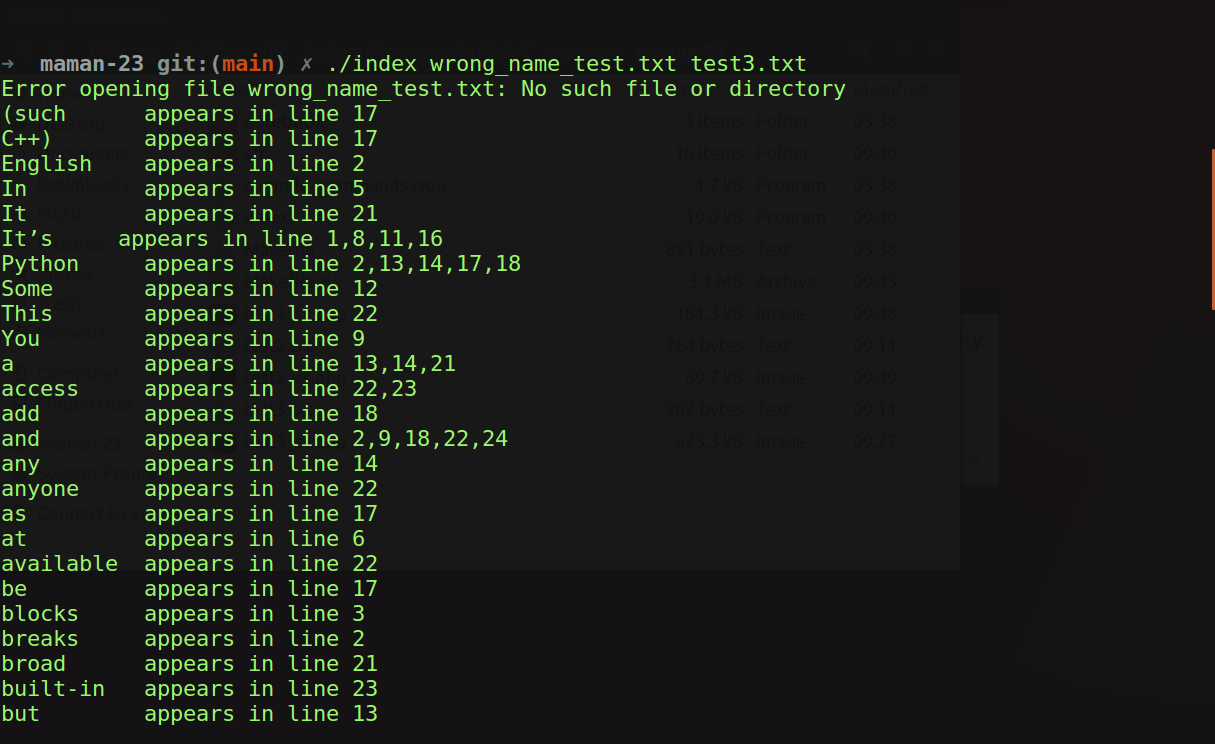 ➜  maman-23 git:(main) ✗ ./index wrong_name_test.txt test3.txt
Error opening file wrong_name_test.txt: No such file or directory
(such      appears in line 17
C++)       appears in line 17
English    appears in line 2
In         appears in line 5
It         appears in line 21
It’s     appears in line 1,8,11,16
Python     appears in line 2,13,14,17,18
Some       appears in line 12
This       appears in line 22
You        appears in line 9
a          appears in line 13,14,21
access     appears in line 22,23
add        appears in line 18
and        appears in line 2,9,18,22,24
any        appears in line 14
anyone     appears in line 22
as         appears in line 17
at         appears in line 6
available  appears in line 22
be         appears in line 17
blocks     appears in line 3
breaks     appears in line 2
broad      appears in line 21
built-in   appears in line 23
but        appears in line 13